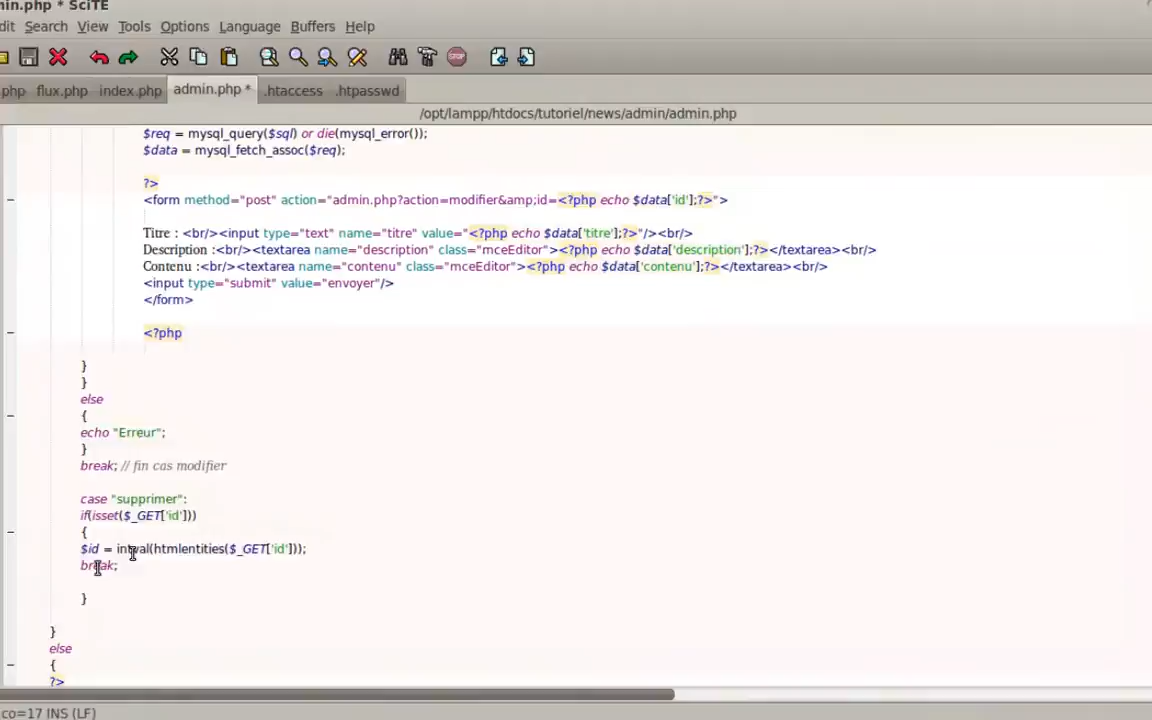 min.php * SciTE
dit Search View Tools Options Language Buffers Help
.php flux.php index.php admin.php * .htaccess .htpasswd
/opt/lampp/htdocs/tutoriel/news/admin/admin.php
$req = mysql_query($sql) or die(mysql_error());
$data = mysql_fetch_assoc($req);
?>
<form method="post" action="admin.php?action=modifier&amp;id=<?php echo $data['id'];?>">
Titre : <br/><input type="text" name="titre" value="<?php echo $data['titre'];?>"/><br/>
Description :<br/><textarea name="description" class="mceEditor"><?php echo $data['description'];?></textarea><br/>
Contenu :<br/><textarea name="contenu" class="mceEditor"><?php echo $data['contenu'];?></textarea><br/>
<input type="submit" value="envoyer"/>
</form>
<?php
}
}
else
{
echo "Erreur";
}
break; // fin cas modifier
case "supprimer":
if(isset($_GET['id']))
{
$id = intval(htmlentities($_GET['id']));
break;
}
}
else
{
?>
co=17 INS (LF)